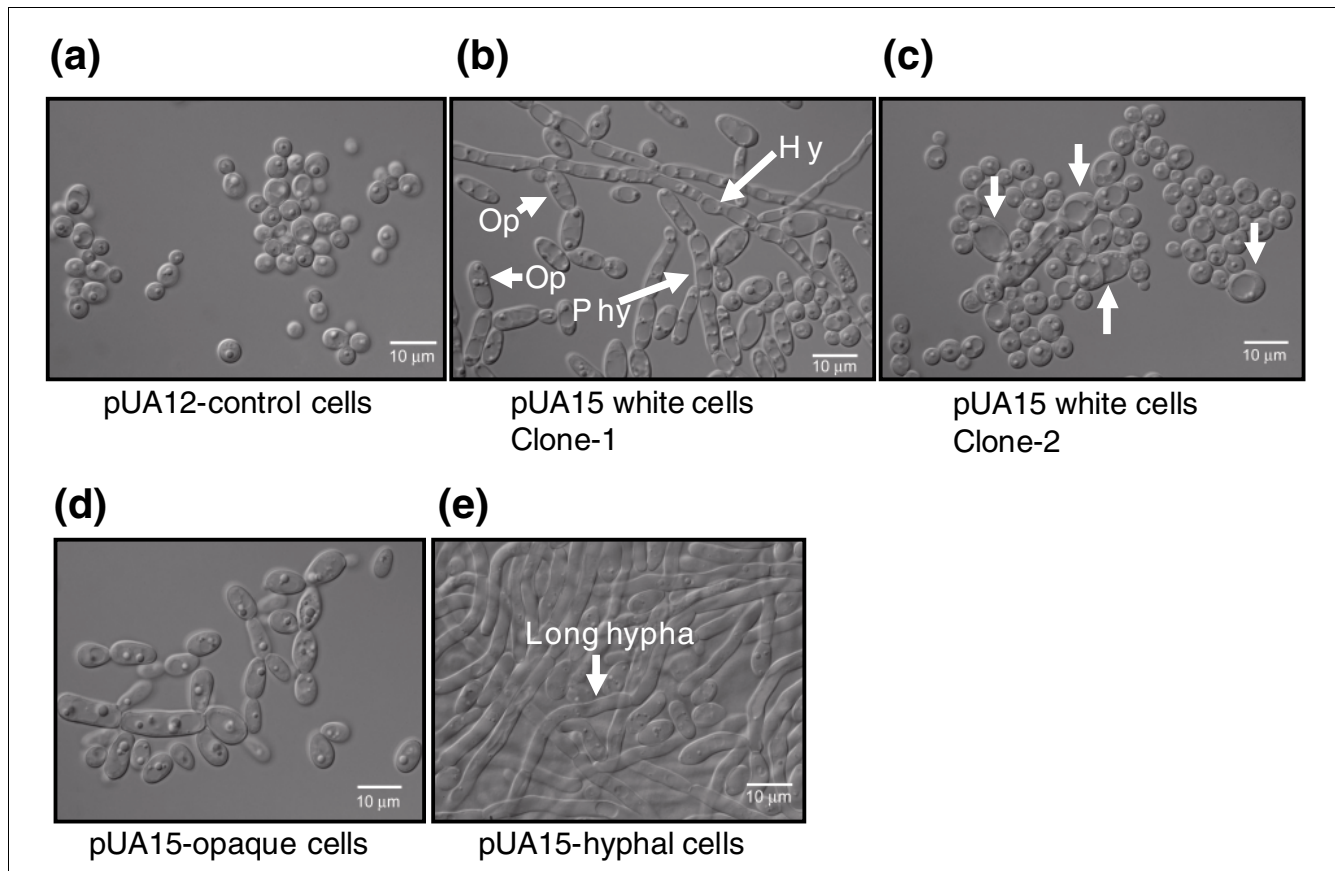 (a)
(b)
(c)
Hy
Op
Op
Phy
10 μm
10 μm
10 μm
pUA12-control cells
pUA15 white cells
Clone-1
pUA15 white cells
Clone-2
(d)
(e)
Long hypha
10 μm
10 μm
pUA15-opaque cells
pUA15-hyphal cells